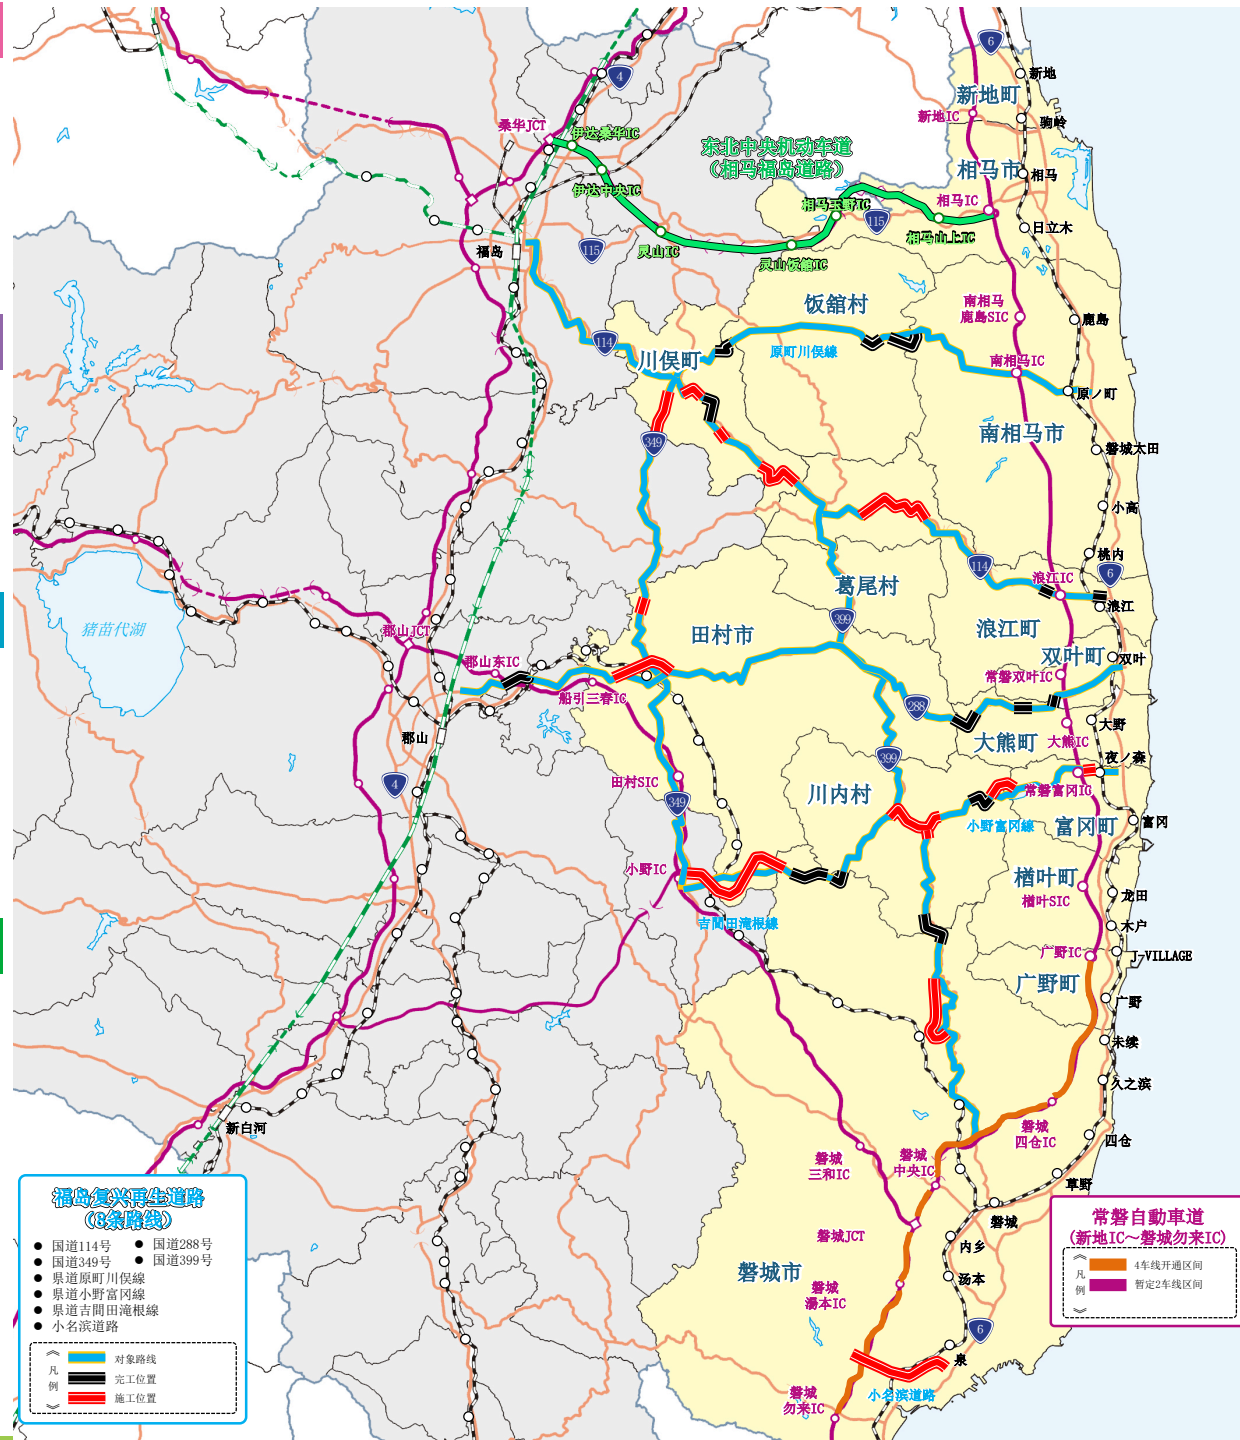 6
新地
4
新地町
新地IC
驹岭
桑华JCT
伊达桑华IC
东北中央机动车道
(相马福岛道路)
相马市
相马
伊达中央IC
相马玉野IC
相马IC
115
相马山上IC
日立木
福岛
115
灵山IC
灵山饭舘IC
饭舘村
南相马
鹿島SIC
鹿島
114
川俣町
原町川俣線
南相马IC
原ノ町
南相马市
349
磐城太田
小高
桃内
114
浪江IC
6
葛尾村
浪江
猪苗代湖
399
田村市
浪江町
郡山JCT
双叶町
双叶
郡山东IC
常磐双叶IC
船引三春IC
288
大野
郡山
大熊町
大熊IC
399
夜ノ森
田村SIC
4
川内村
常磐富冈IC
349
小野富冈線
富冈町
富冈
小野IC
楢叶町
龙田
楢叶SIC
吉間田滝根線
木户
广野IC
J-VILLAGE
广野町
广野
未续
久之滨
新白河
磐城
四仓IC
四仓
磐城
三和IC
磐城
中央IC
草野
磐城
磐城JCT
内乡
磐城市
汤本
磐城
湯本IC
6
泉
小名滨道路
磐城
勿来IC
福岛复兴再生道路
(8条路线)
● 国道114号 ● 国道288号
● 国道349号 ● 国道399号
● 県道原町川俣線
● 県道小野富冈線
● 県道吉間田滝根線
● 小名滨道路
《凡例》
对象路线
完工位置
施工位置
常磐自動車道
(新地IC～磐城勿来IC)
《凡例》
4车线开通区间
暂定2车线区间